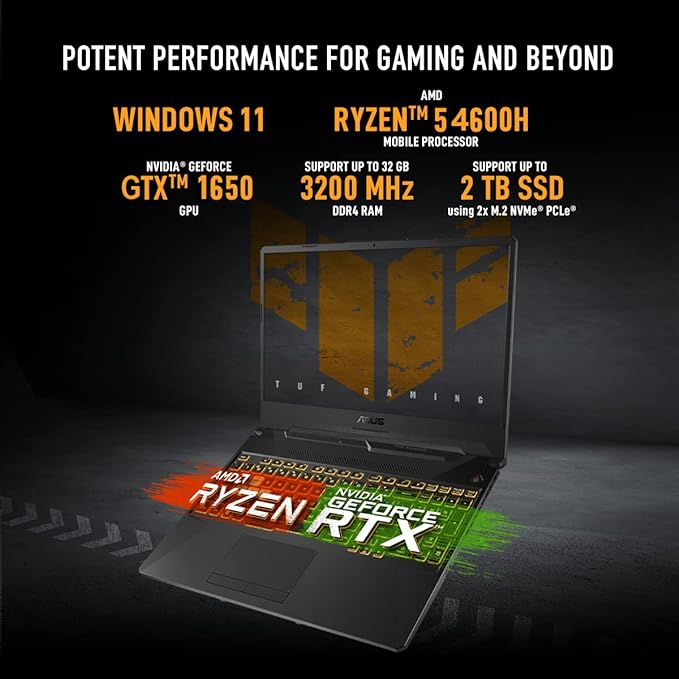 POTENT PERFORMANCE FOR GAMING AND BEYOND
WINDOWS 11
AMD
RYZEN™ 5 4600H
MOBILE PROCESSOR
NVIDIA® GEFORCE
GTX™ 1650
GPU
SUPPORT UP TO 32 GB
3200 MHz
DDR4 RAM
SUPPORT UP TO
2 TB SSD
using 2x M.2 NVMe® PCLe®
TUF GAMING
ASUS
AMD
RYZEN
NVIDIA
GEFORCE
RTX™